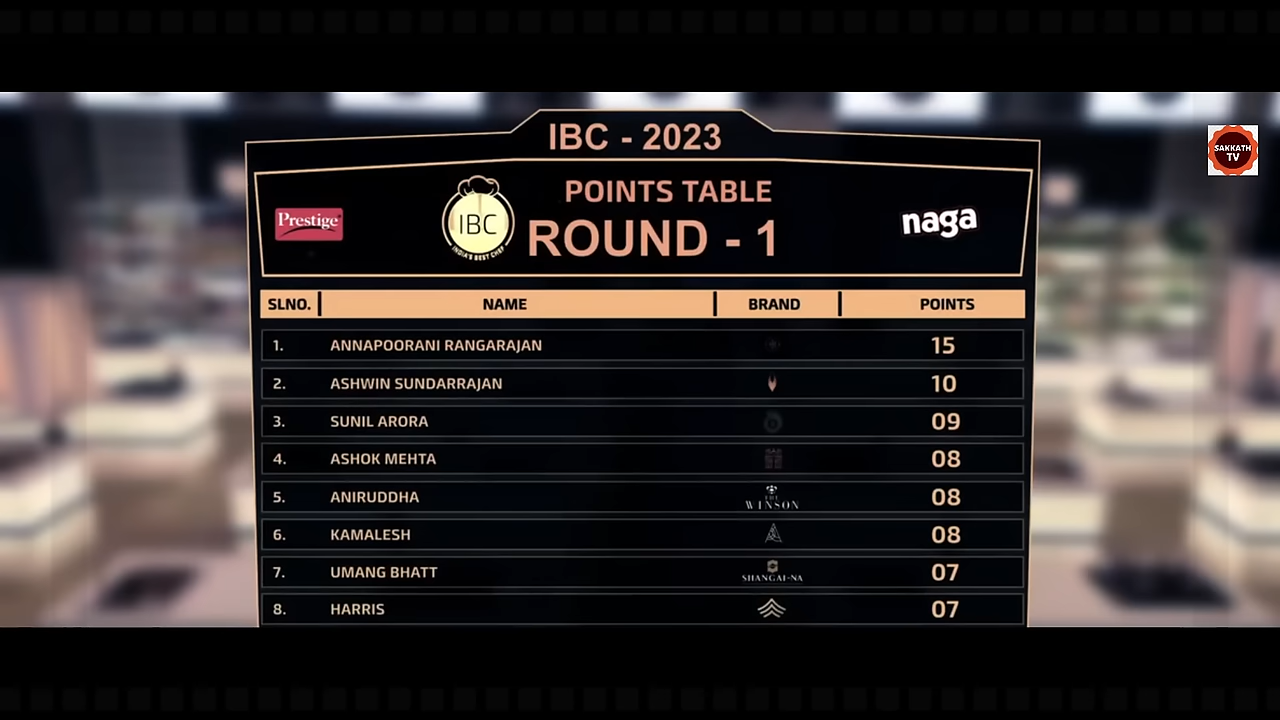 IBC - 2023
SAKKATH
TV
POINTS TABLE
Prestige
IBC
INDIA'S BEST CHEF
ROUND - 1
naga
SLNO. NAME BRAND POINTS
1. ANNAPOORANI RANGARAJAN 15
2. ASHWIN SUNDARRAJAN 10
3. SUNIL ARORA 09
4. ASHOK MEHTA 08
5. ANIRUDDHA THE WINSON 08
6. KAMALESH 08
7. UMANG BHATT SHANGAI-NA 07
8. HARRIS 07